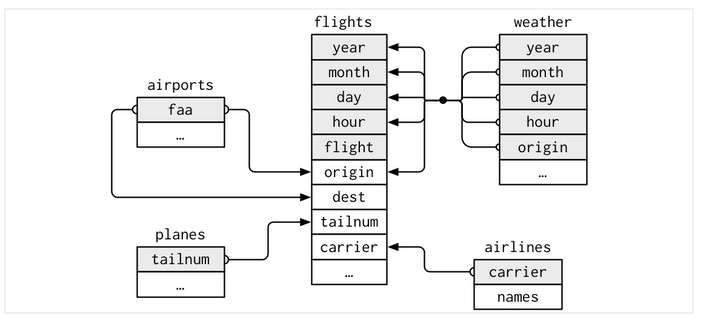 airports
faa
…
planes
tailnum
…
flights
year
month
day
hour
flight
origin
dest
tailnum
carrier
…
weather
year
month
day
hour
origin
…
airlines
carrier
names